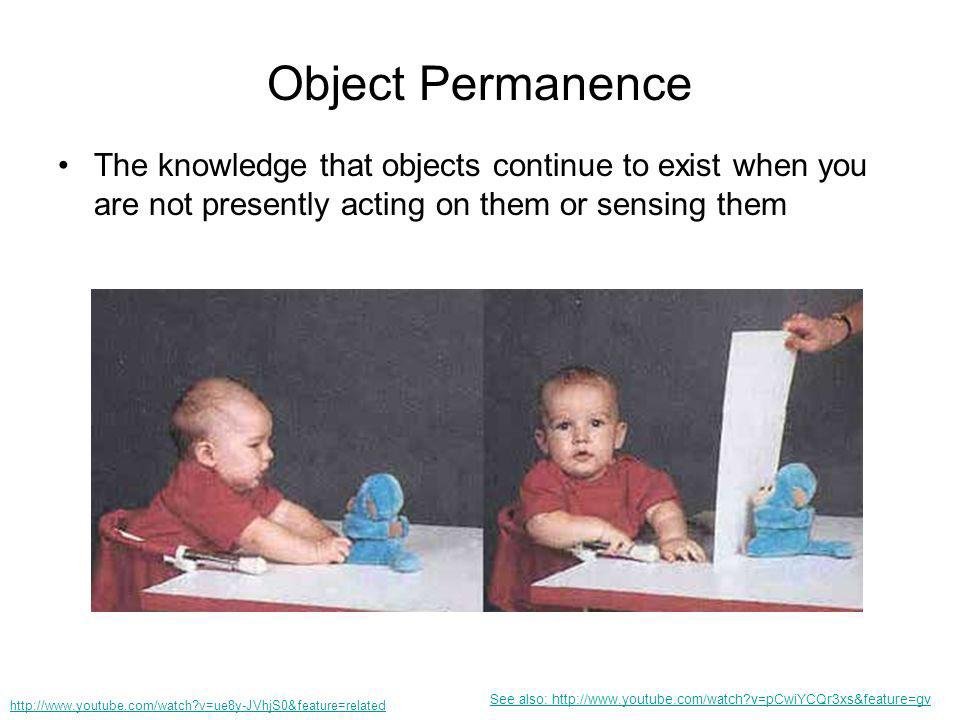 Object Permanence
• The knowledge that objects continue to exist when you
are not presently acting on them or sensing them
http://www.youtube.com/watch?v=ue8y-JVhjS0&feature=related
See also: http://www.youtube.com/watch?v=pCwiYCQr3xs&feature=gv